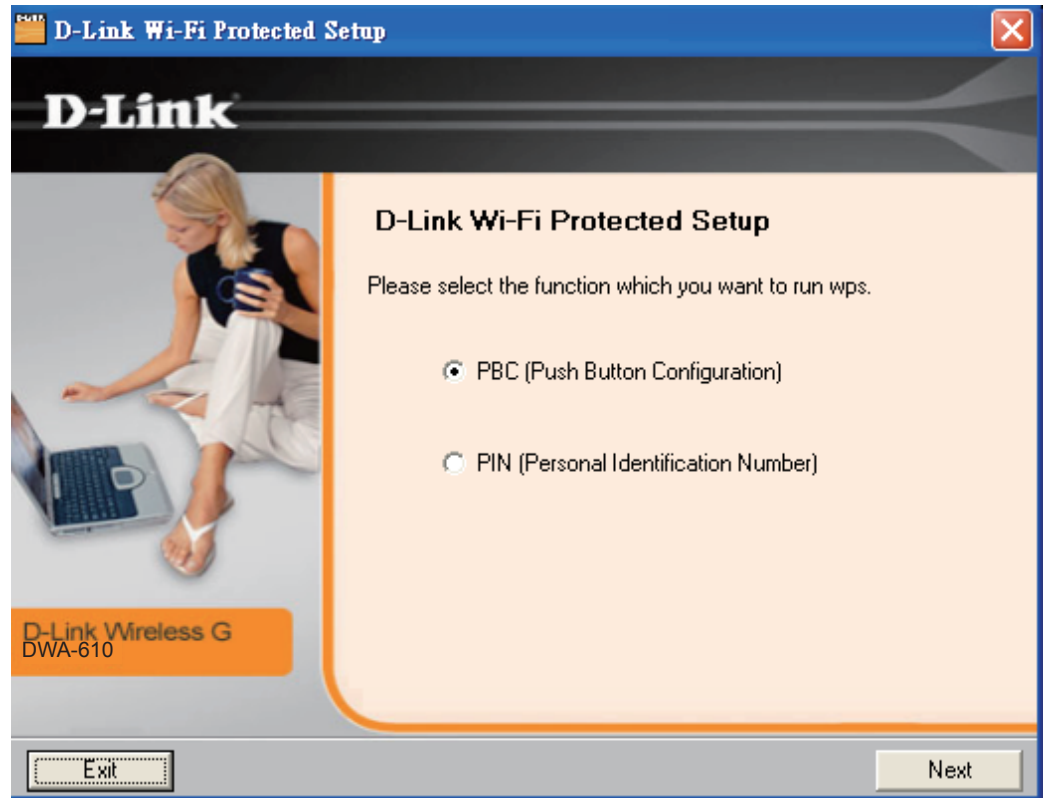 D-Link Wi-Fi Protected Setup
D-Link
D-Link Wi-Fi Protected Setup
Please select the function which you want to run wps.
PBC (Push Button Configuration)
PIN (Personal Identification Number)
D-Link Wireless G
DWA-610
Exit
Next